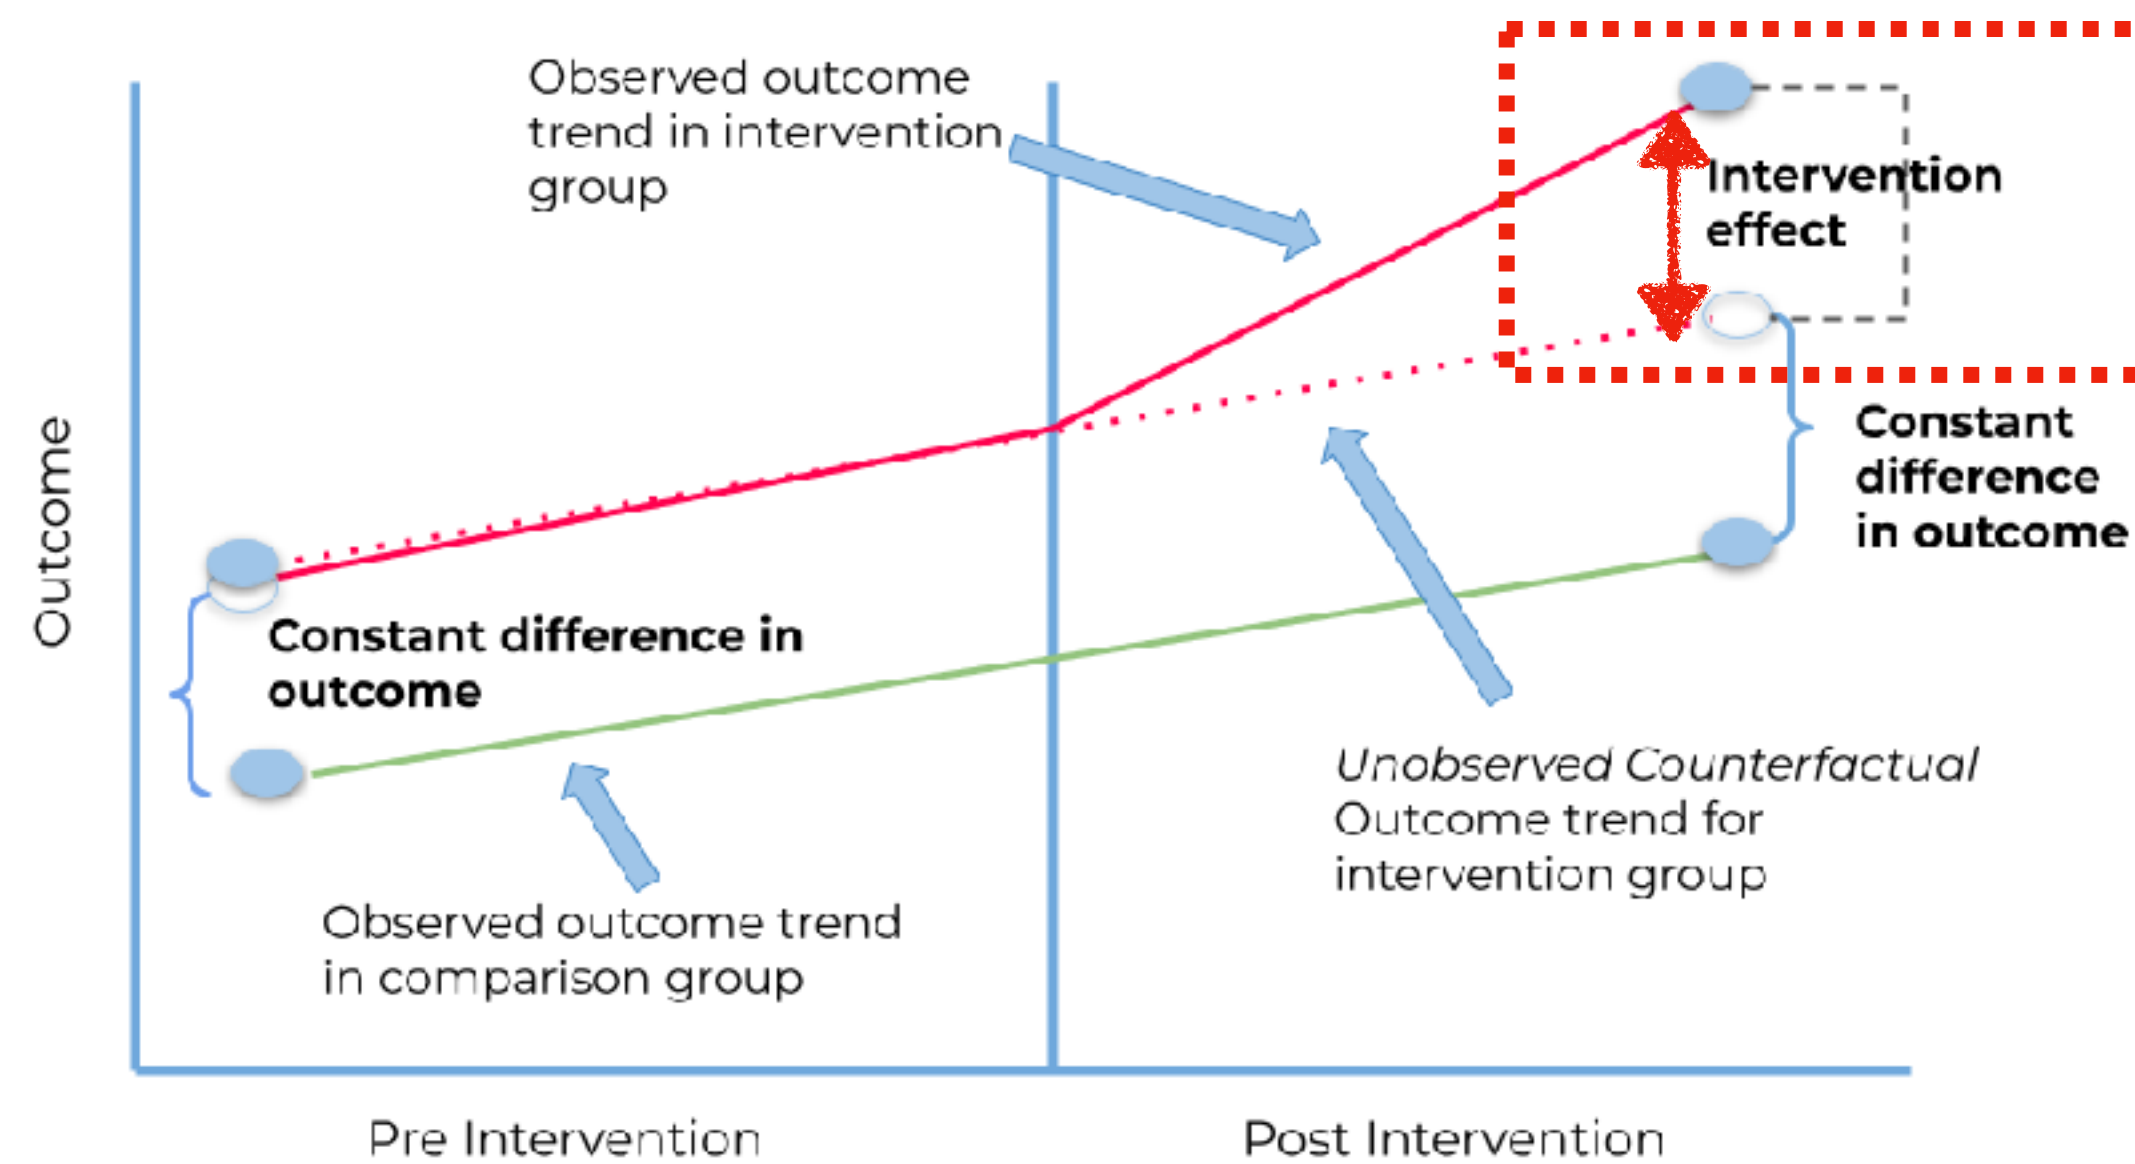 Observed outcome
trend in intervention
group
Intervention
effect
Constant
difference
in outcome
Outcome
Constant difference in
outcome
Unobserved Counterfactual
Outcome trend for
intervention group
Observed outcome trend
in comparison group
Pre Intervention
Post Intervention